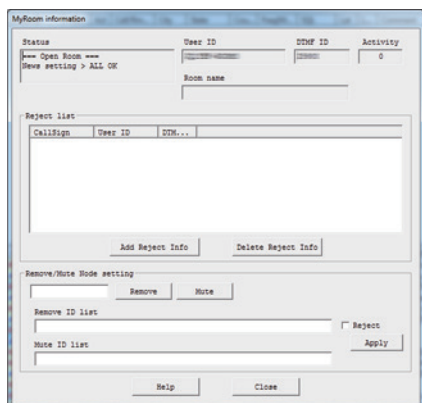 MyRoom information
Status
User ID
DTMF ID
Activity
=== Open Room ===
News setting > ALL OK
0
Room name
Reject list
CallSign
User ID
DTM...
Add Reject Info
Delete Reject Info
Remove/Mute Node setting
Remove
Mute
Remove ID list
Reject
Mute ID list
Apply
Help
Close